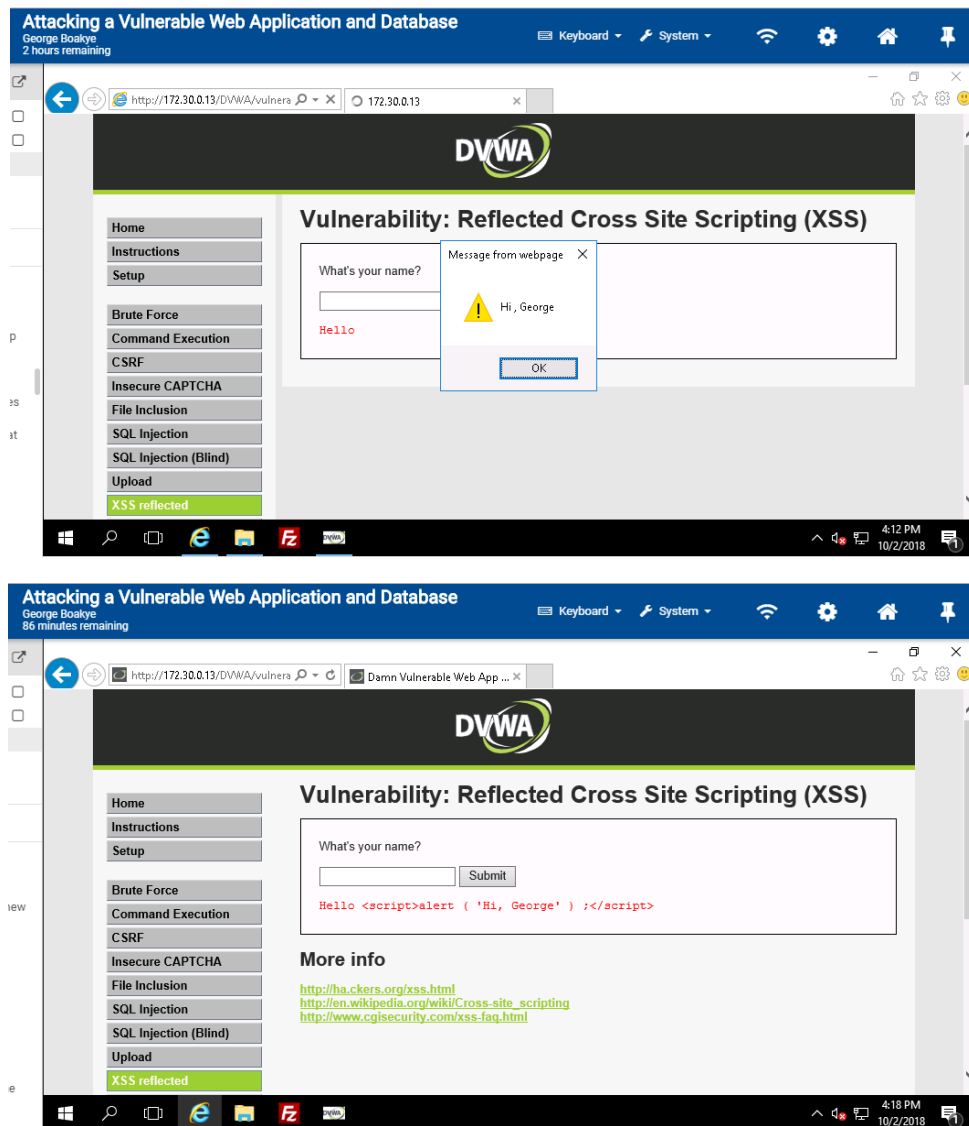 Attacking a Vulnerable Web Application and Database
George Boakye
2 hours remaining
Keyboard
System
http://172.30.0.13/DVWA/vulnera
172.30.0.13
DVWA
Home
Instructions
Setup
Brute Force
Command Execution
CSRF
Insecure CAPTCHA
File Inclusion
SQL Injection
SQL Injection (Blind)
Upload
XSS reflected
Vulnerability: Reflected Cross Site Scripting (XSS)
What's your name?
Hello
Message from webpage
Hi , George
OK
p
es
at
4:12 PM
10/2/2018
1
Attacking a Vulnerable Web Application and Database
George Boakye
86 minutes remaining
Keyboard
System
http://172.30.0.13/DVWA/vulnera
Damn Vulnerable Web App ...
DVWA
Home
Instructions
Setup
Brute Force
Command Execution
CSRF
Insecure CAPTCHA
File Inclusion
SQL Injection
SQL Injection (Blind)
Upload
XSS reflected
Vulnerability: Reflected Cross Site Scripting (XSS)
What's your name?
Submit
Hello <script>alert ( 'Hi, George' ) ;</script>
More info
http://ha.ckers.org/xss.html
http://en.wikipedia.org/wiki/Cross-site_scripting
http://www.cgisecurity.com/xss-faq.html
new
e
4:18 PM
10/2/2018
1